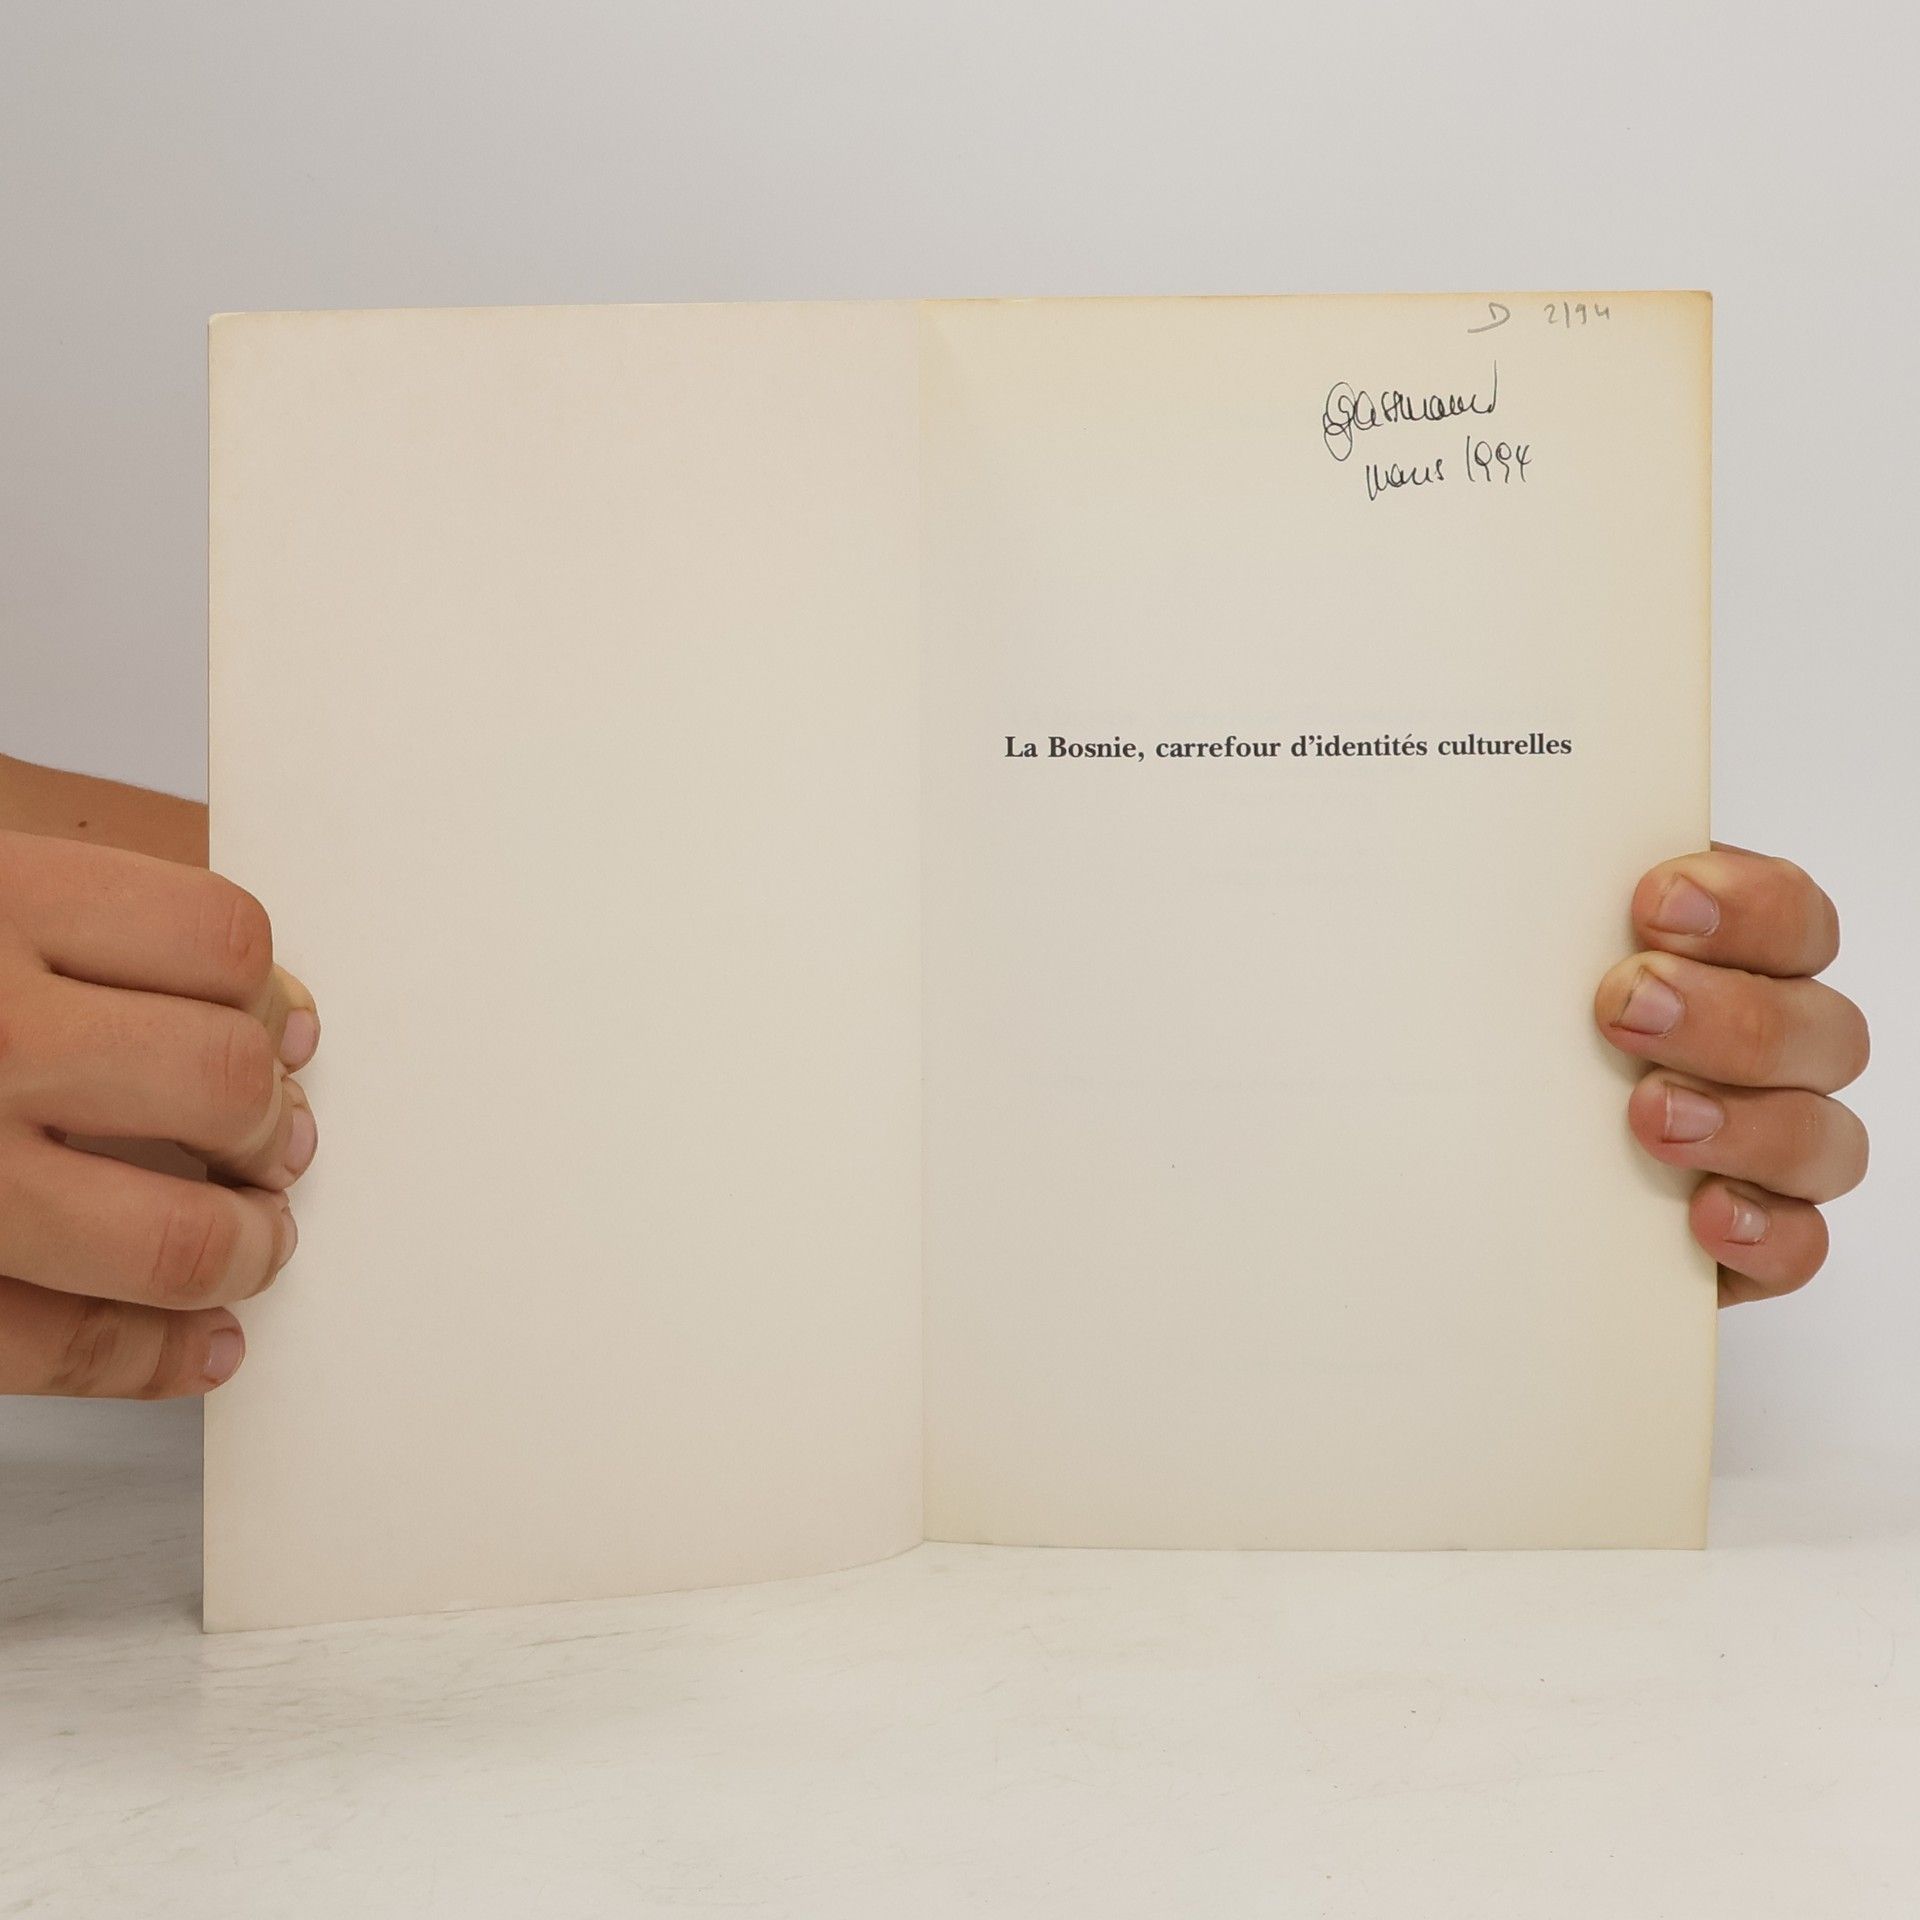 D 2/94
mars 1994
La Bosnie, carrefour d'identités culturelles